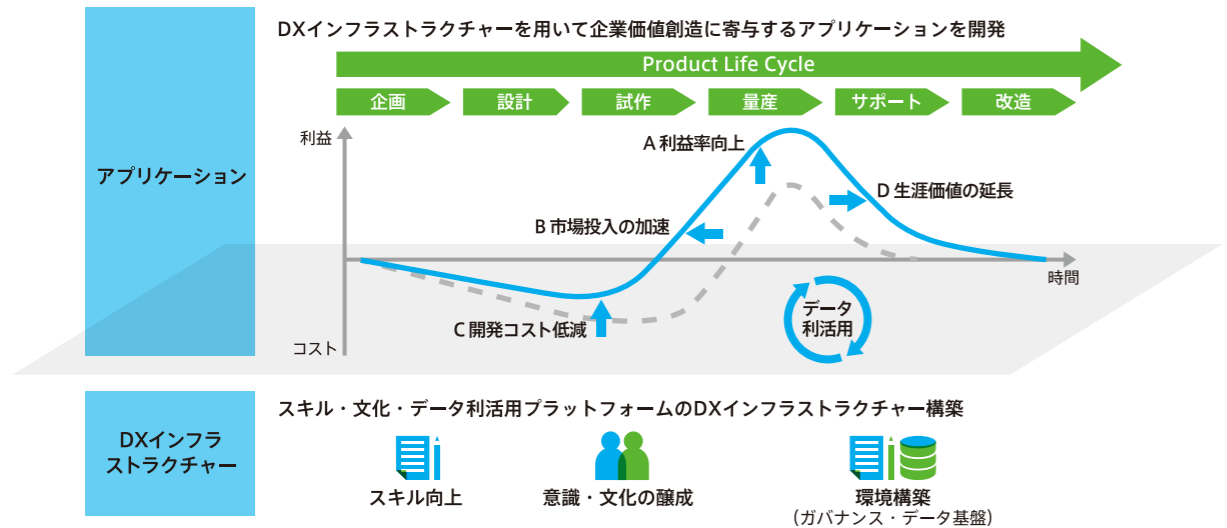 DXインフラストラクチャーを用いて企業価値創造に寄与するアプリケーションを開発
Product Life Cycle
企画
設計
試作
量産
サポート
改造
アプリケーション
利益
A 利益率向上
B 市場投入の加速
D 生涯価値の延長
時間
C 開発コスト低減
データ
利活用
コスト
DXインフラ
ストラクチャー
スキル・文化・データ利活用プラットフォームのDXインフラストラクチャー構築
スキル向上
意識・文化の醸成
環境構築
(ガバナンス・データ基盤)